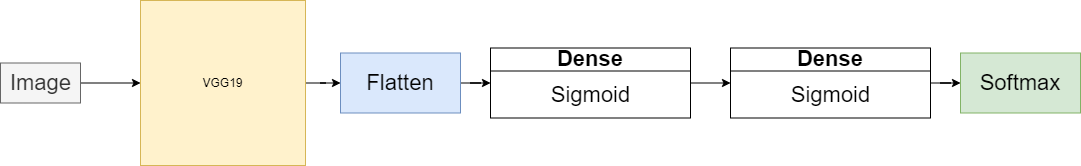 Image
VGG19
Flatten
Dense
Sigmoid
Dense
Sigmoid
Softmax